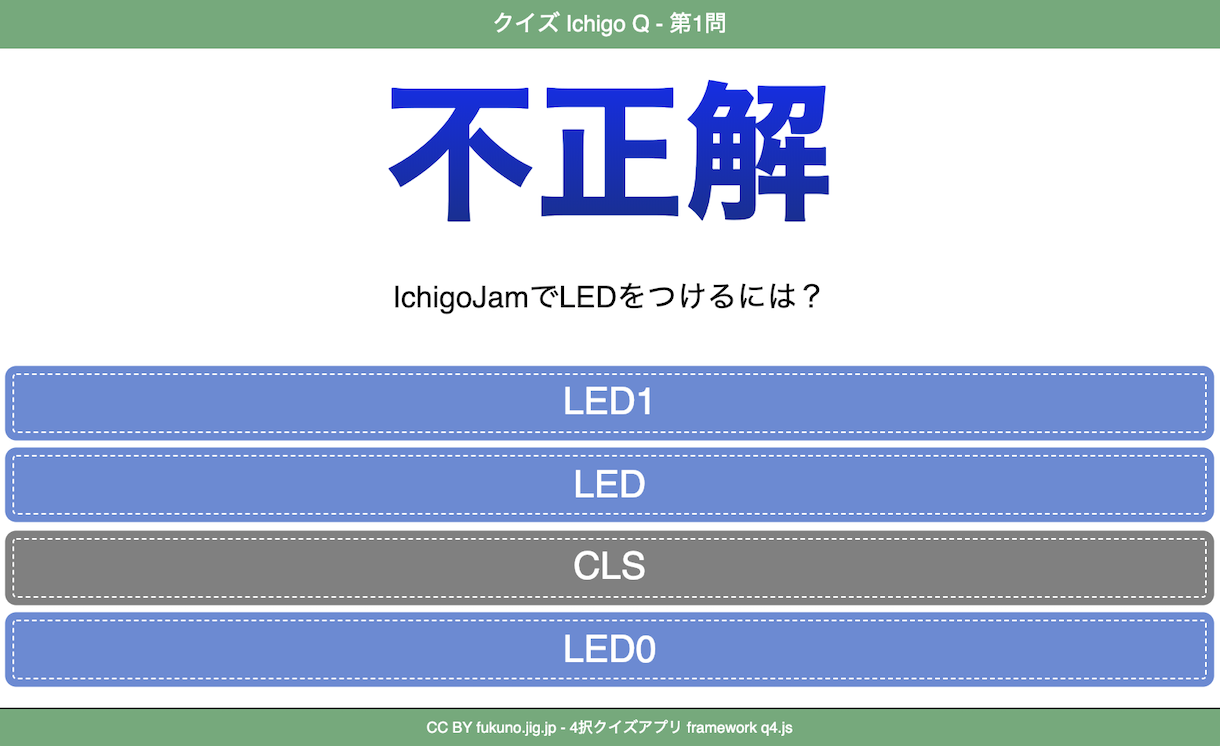 クイズ Ichigo Q - 第1問
不正解
IchigoJamでLEDをつけるには？
LED1
LED
CLS
LED0
CC BY fukuno.jig.jp - 4択クイズアプリ framework q4.js